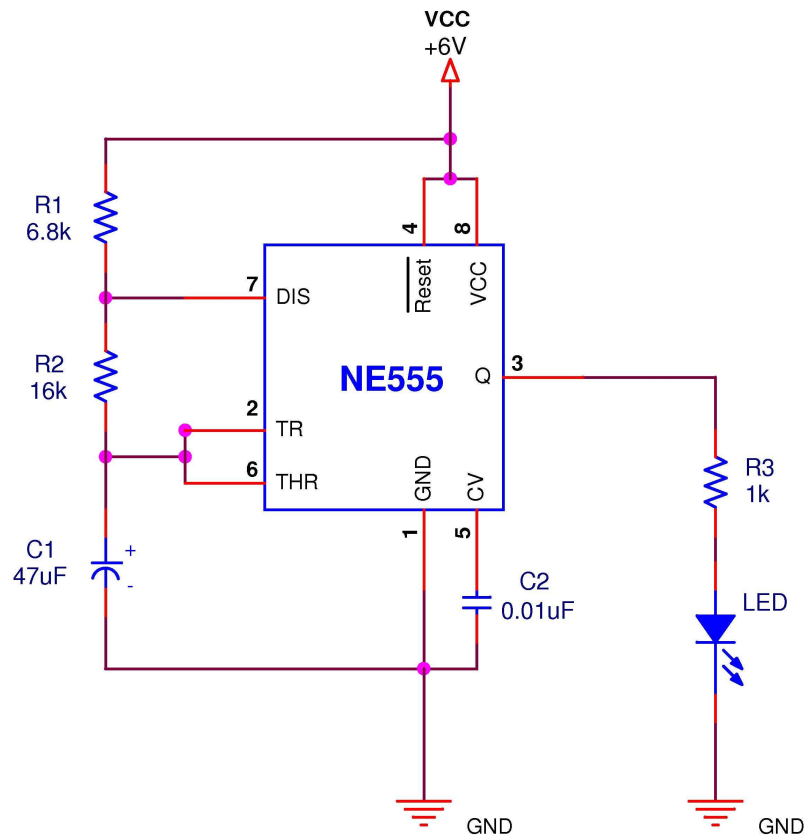 VCC
+6V
R1
6.8k
4
8
Reset
VCC
7
DIS
R2
16k
NE555
Q
3
2
TR
6
THR
GND
CV
R3
1k
1
5
C1
47uF
+
-
C2
0.01uF
LED
GND
GND